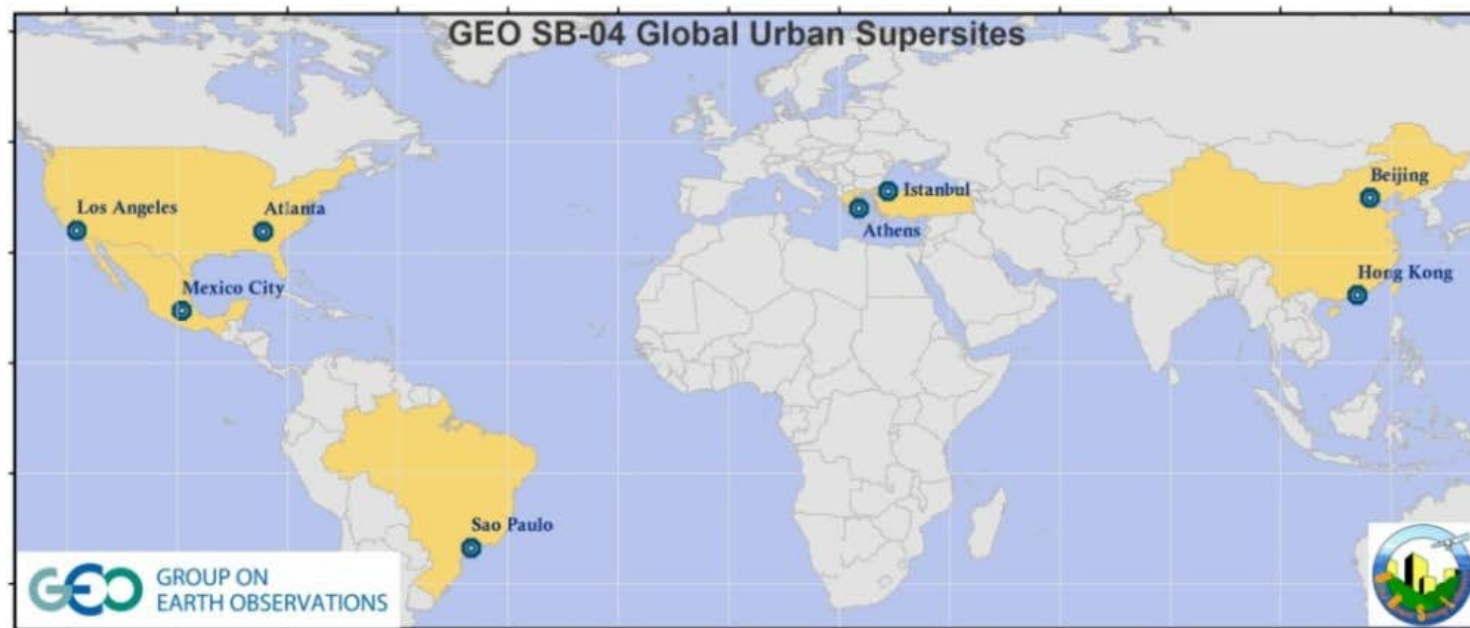 GEO SB-04 Global Urban Supersites
Los Angeles
Atlanta
Mexico City
Sao Paulo
Istanbul
Athens
Beijing
Hong Kong
GEO
GROUP ON
EARTH OBSERVATIONS